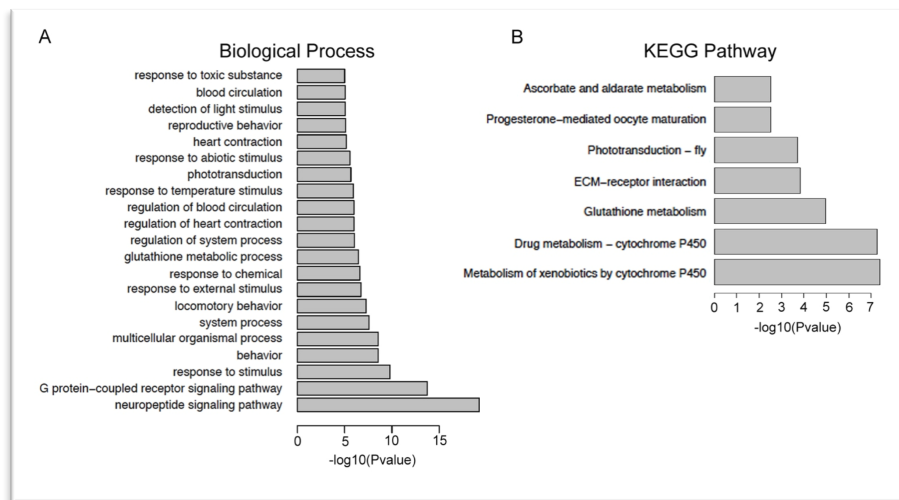 A
Biological Process
response to toxic substance
blood circulation
detection of light stimulus
reproductive behavior
heart contraction
response to abiotic stimulus
phototransduction
response to temperature stimulus
regulation of blood circulation
regulation of heart contraction
regulation of system process
glutathione metabolic process
response to chemical
response to external stimulus
locomotory behavior
system process
multicellular organismal process
behavior
response to stimulus
G protein−coupled receptor signaling pathway
neuropeptide signaling pathway
0 5 10 15
-log10(Pvalue)
B
KEGG Pathway
Ascorbate and aldarate metabolism
Progesterone−mediated oocyte maturation
Phototransduction − fly
ECM−receptor interaction
Glutathione metabolism
Drug metabolism − cytochrome P450
Metabolism of xenobiotics by cytochrome P450
0 1 2 3 4 5 6 7
-log10(Pvalue)